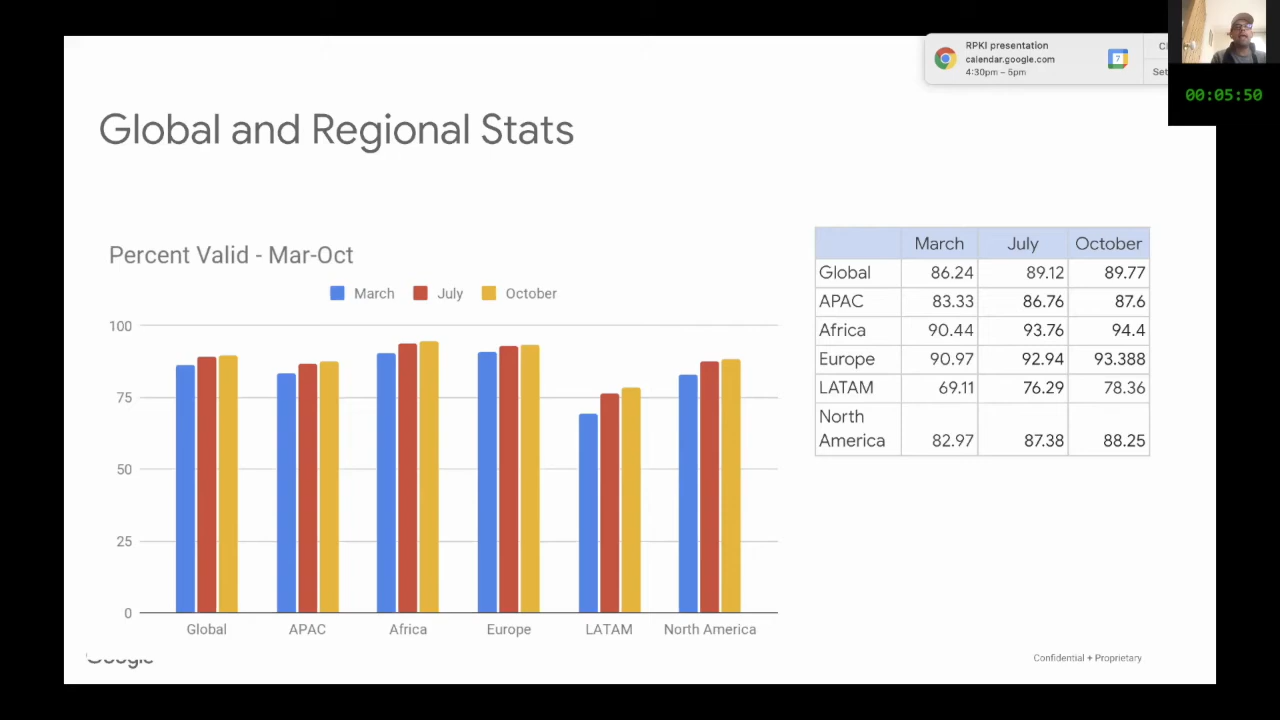 RPKI presentation
calendar.google.com
4:30pm – 5pm
7
Cl
Set
00:05:50
Global and Regional Stats
Percent Valid - Mar-Oct
March July October
100
75
50
25
0
Global APAC Africa Europe LATAM North America
March July October
Global 86.24 89.12 89.77
APAC 83.33 86.76 87.6
Africa 90.44 93.76 94.4
Europe 90.97 92.94 93.388
LATAM 69.11 76.29 78.36
North
America 82.97 87.38 88.25
Google
Confidential + Proprietary